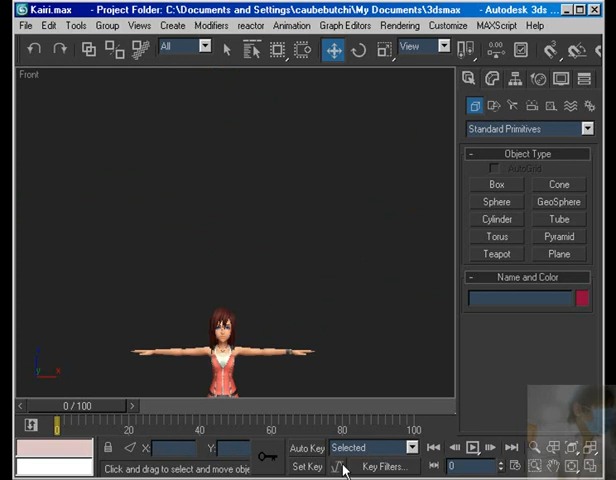 Kairi.max - Project Folder: C:\Documents and Settings\caubebutchi\My Documents\3dsmax - Autodesk 3ds ...
File Edit Tools Group Views Create Modifiers reactor Animation Graph Editors Rendering Customize MAXScript Help
All View 0.00
Front
Standard Primitives
- Object Type
AutoGrid
Box Cone
Sphere GeoSphere
Cylinder Tube
Torus Pyramid
Teapot Plane
- Name and Color
z
y x
< 0 / 100 >
0 20 40 60 80 100
X: Y: Auto Key Selected
Click and drag to select and move obje Set Key Key Filters... 0